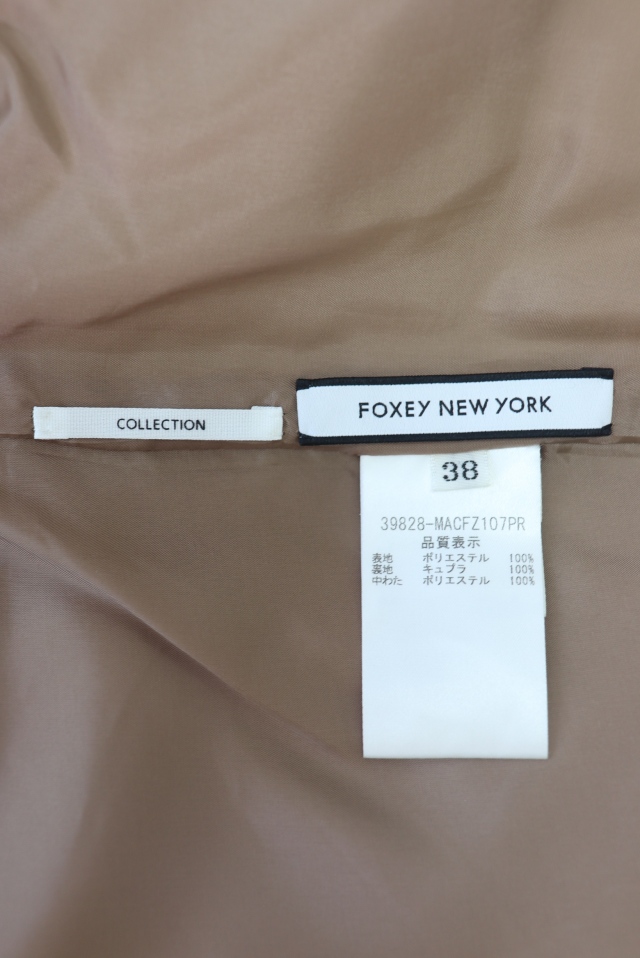 COLLECTION
FOXEY NEW YORK
38
39828-MACFZ107PR
品質表示
表地 ポリエステル 100%
裏地 キュプラ 100%
中わた ポリエステル 100%